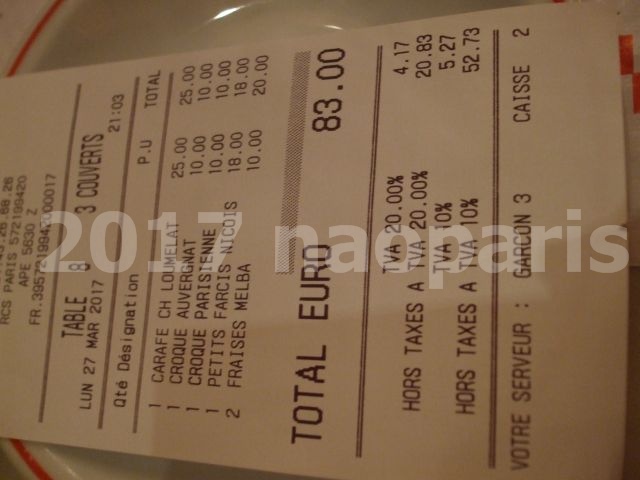 RCS PARIS 572199420
APE 5630 Z
TABLE 8 3 COUVERTS
LUN 27 MAR 2017 21:03
Qté Désignation P.U TOTAL
1 CARAFE CH LOUMELAT 25.00 25.00
1 CROQUE AUVERGNAT 10.00 10.00
1 CROQUE PARISIENNE 10.00 10.00
1 PETITS FARCIS NICOIS 18.00 18.00
2 FRAISES MELBA 10.00 20.00
TOTAL EURO 83.00
TVA 20.00% 4.17
HORS TAXES A TVA 20.00% 20.83
TVA 10% 5.27
HORS TAXES A TVA 10% 52.73
VOTRE SERVEUR : GARCON 3 CAISSE 2
2017 naoparis